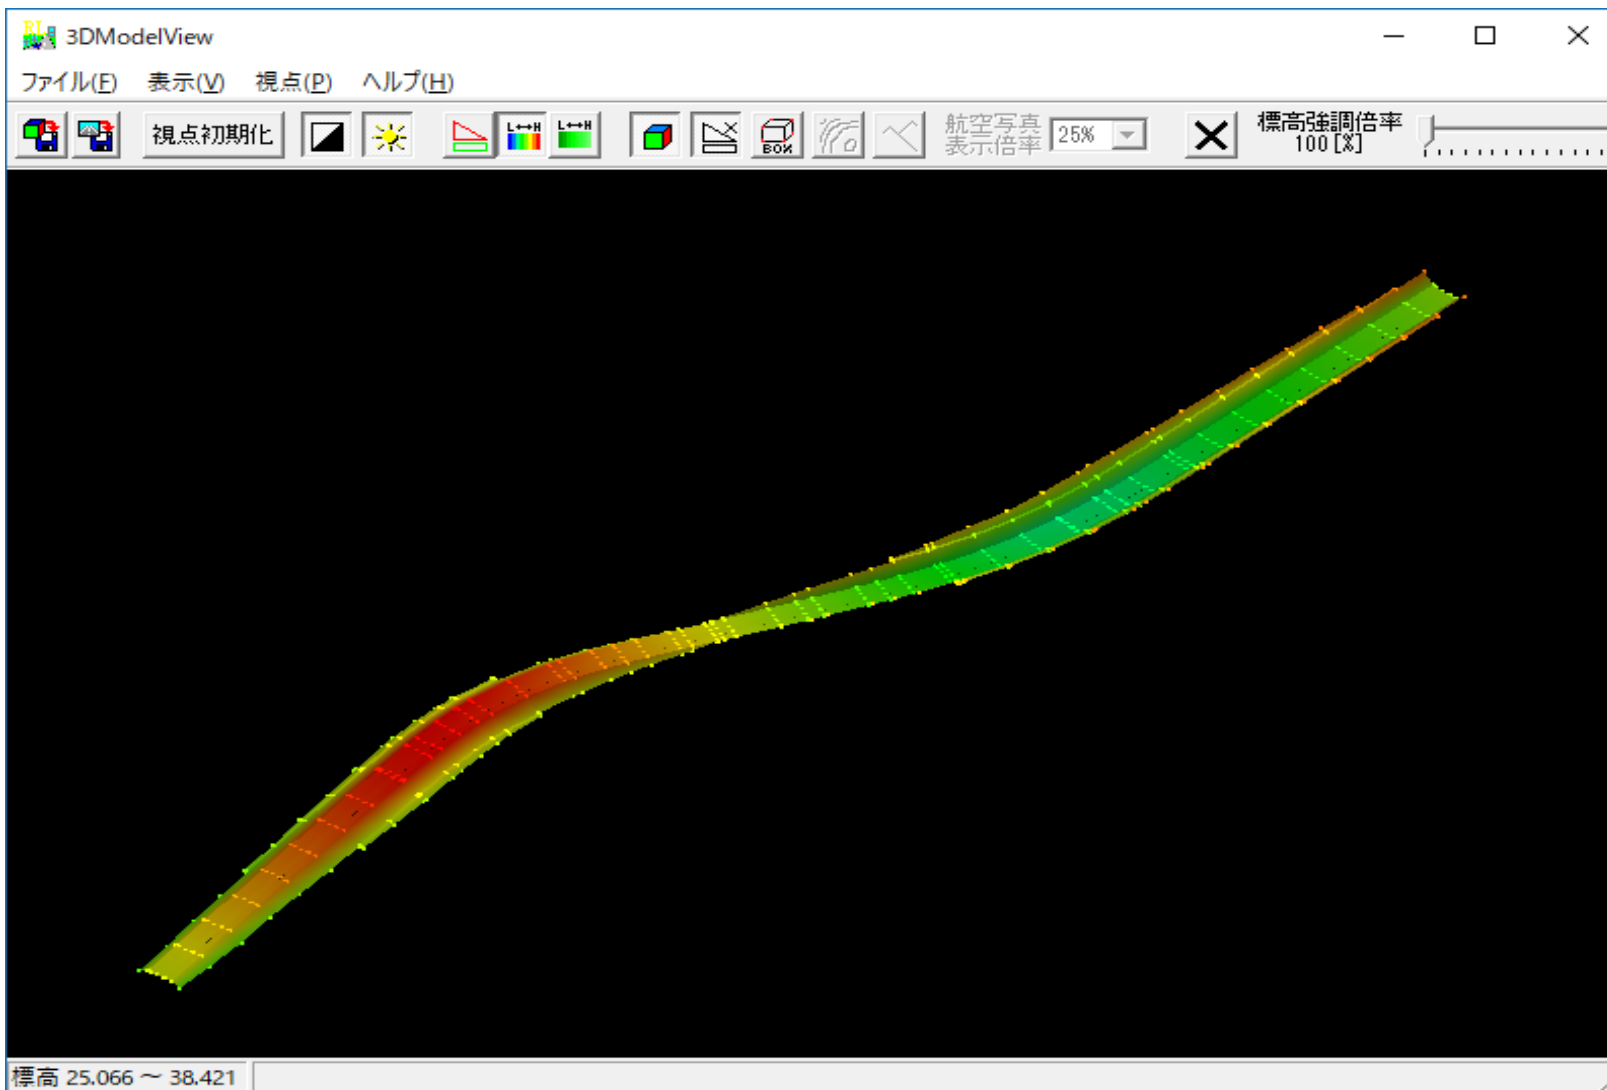 3DModelView
ファイル(F) 表示(V) 視点(P) ヘルプ(H)
視点初期化
L↔H
L↔H
BOX
航空写真
表示倍率
25%
標高強調倍率
100[%]
標高 25.066 ～ 38.421